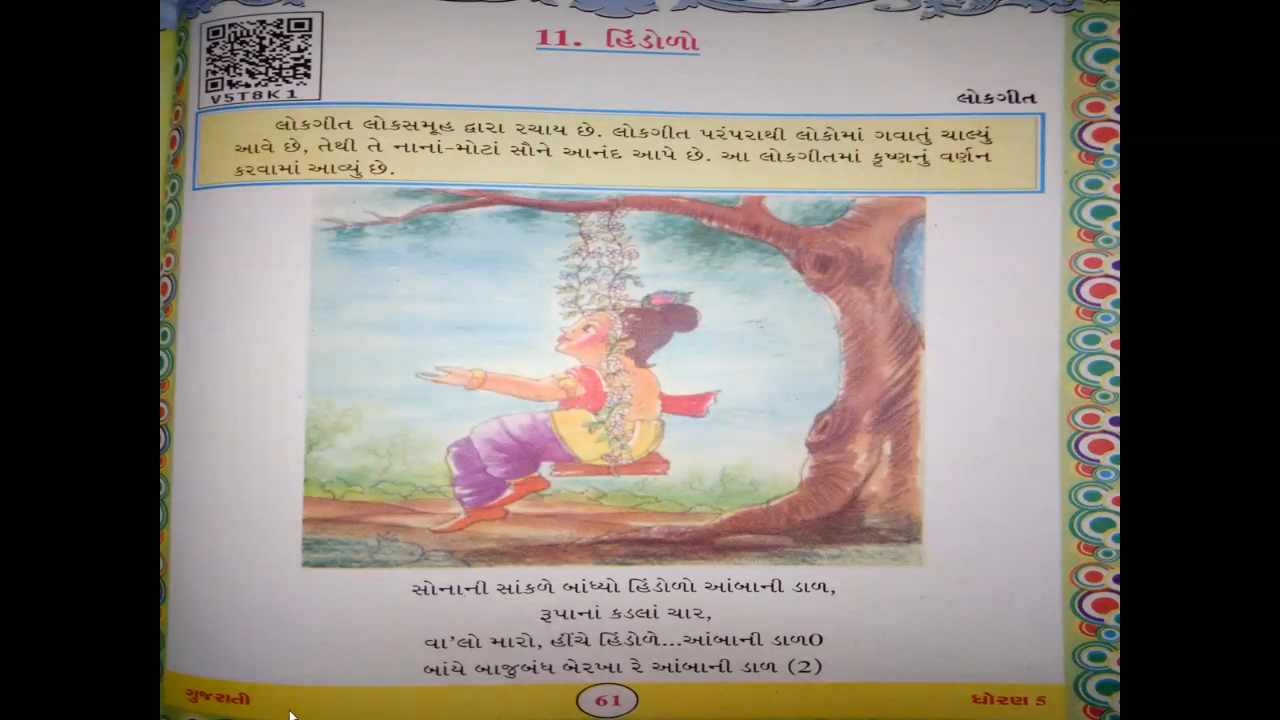 11. હિંડોળો
V5T8K1
લોકગીત
લોકગીત લોકસમૂહ દ્વારા રચાય છે. લોકગીત પરંપરાથી લોકોમાં ગવાતું ચાલ્યું
આવે છે, તેથી તે નાનાં-મોટાં સૌને આનંદ આપે છે. આ લોકગીતમાં કૃષ્ણનું વર્ણન
કરવામાં આવ્યું છે.
સોનાની સાંકળે બાંધ્યો હિંડોળો આંબાની ડાળ,
રૂપાનાં કડલાં ચાર,
વા’લો મારો, હીંચે હિંડોળે...આંબાની ડાળ0
બાંયે બાજુબંધ બેરખા રે આંબાની ડાળ (2)
ગુજરાતી
61
ધોરણ 5